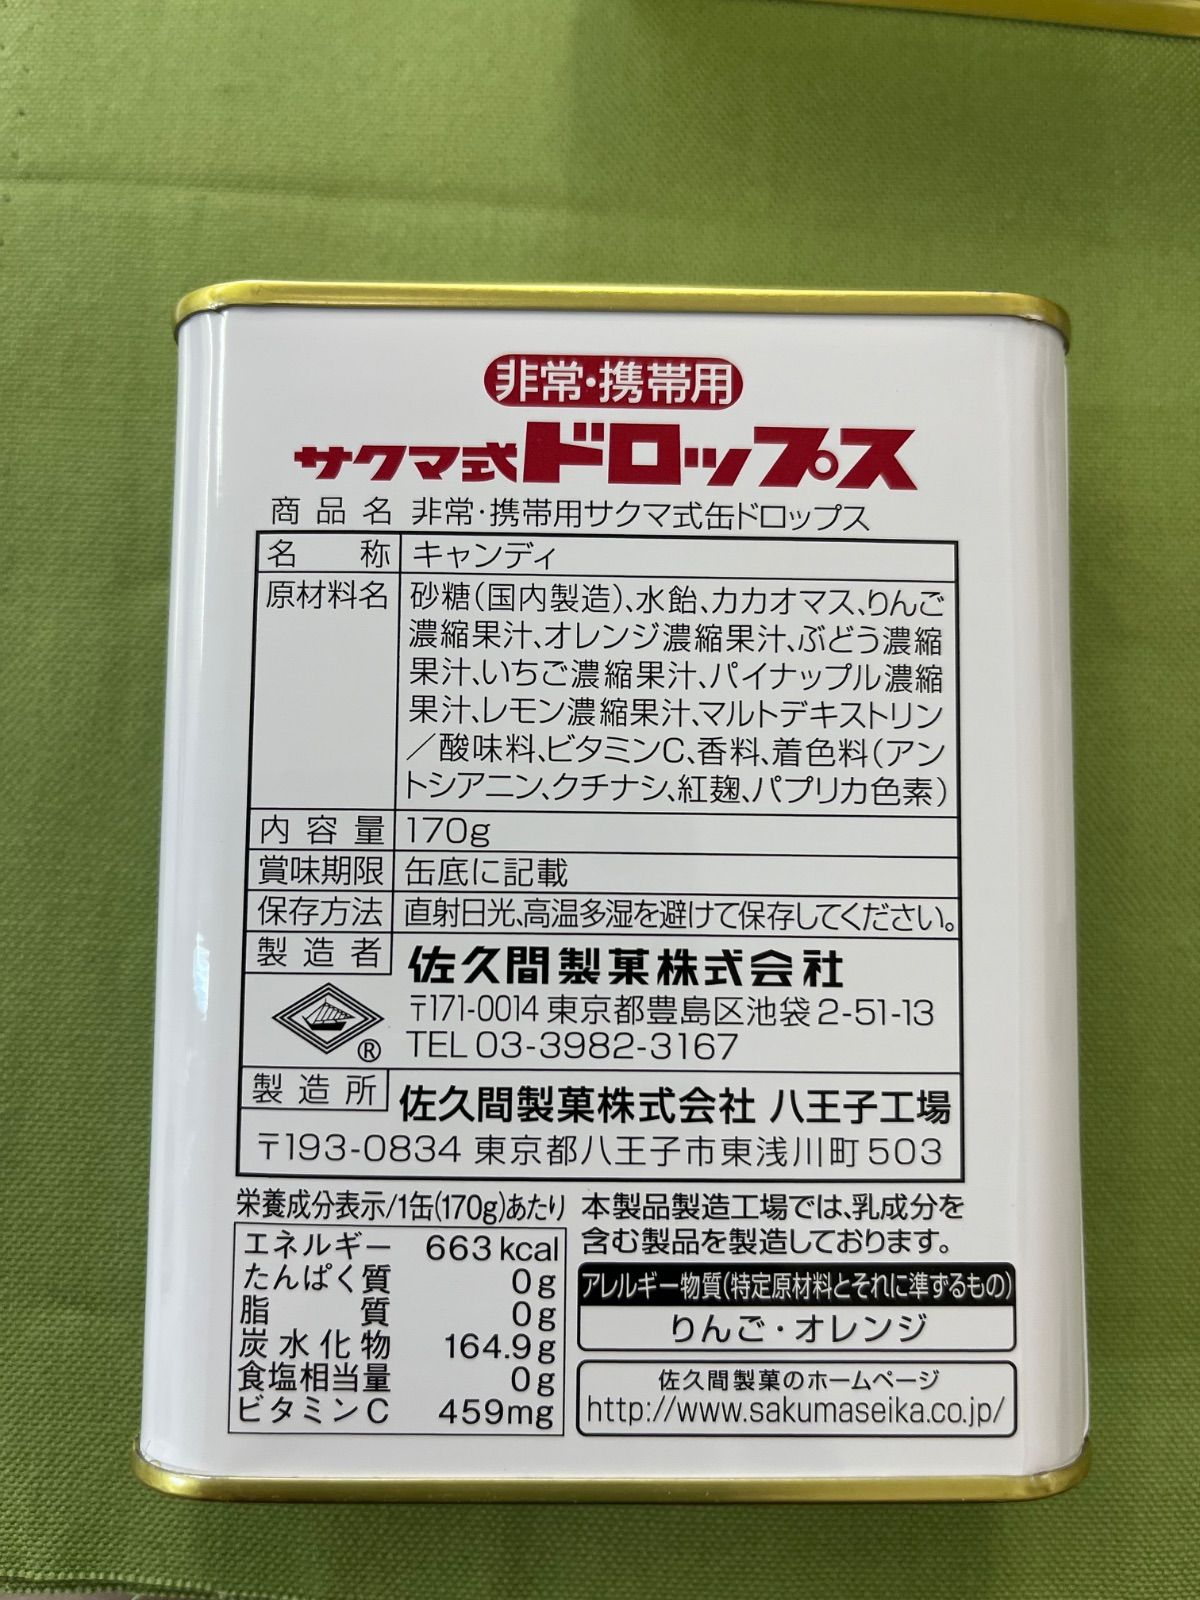 非常・携帯用
サクマ式ドロップス
商品名 非常・携帯用サクマ式缶ドロップス
名称 キャンディ
原材料名 砂糖(国内製造)、水飴、カカオマス、りんご
濃縮果汁、オレンジ濃縮果汁、ぶどう濃縮
果汁、いちご濃縮果汁、パイナップル濃縮
果汁、レモン濃縮果汁、マルトデキストリン
/酸味料、ビタミンC、香料、着色料(アン
トシアニン、クチナシ、紅麹、パプリカ色素)
内容量 170g
賞味期限 缶底に記載
保存方法 直射日光、高温多湿を避けて保存してください。
製造者 佐久間製菓株式会社
〒171-0014 東京都豊島区池袋2-51-13
® TEL 03-3982-3167
製造所 佐久間製菓株式会社 八王子工場
〒193-0834 東京都八王子市東浅川町503
栄養成分表示/1缶(170g)あたり
エネルギー 663kcal
たんぱく質 0g
脂質 0g
炭水化物 164.9g
食塩相当量 0g
ビタミンC 459mg
本製品製造工場では、乳成分を
含む製品を製造しております。
アレルギー物質(特定原材料とそれに準ずるもの)
りんご・オレンジ
佐久間製菓のホームページ
http://www.sakumaseika.co.jp/